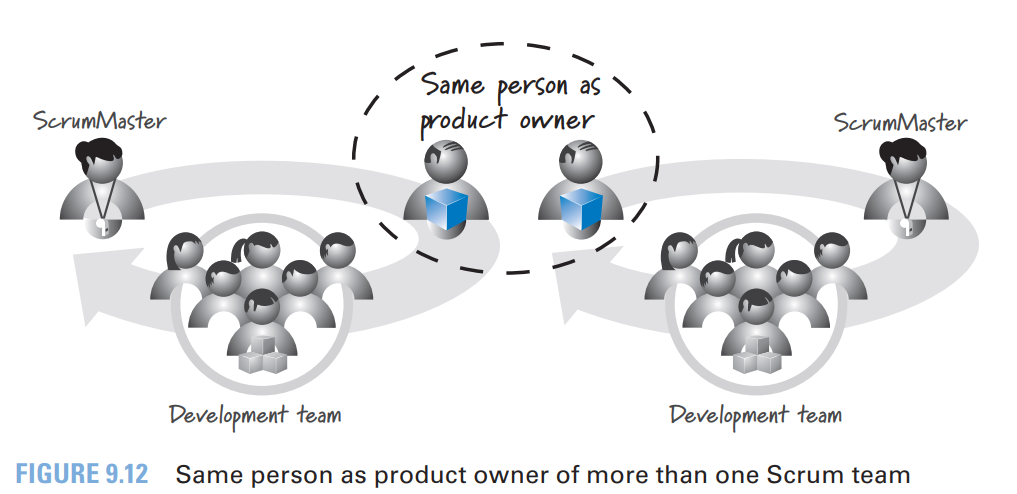 Same person as
product owner
ScrumMaster
ScrumMaster
Development team
Development team
FIGURE 9.12 Same person as product owner of more than one Scrum team